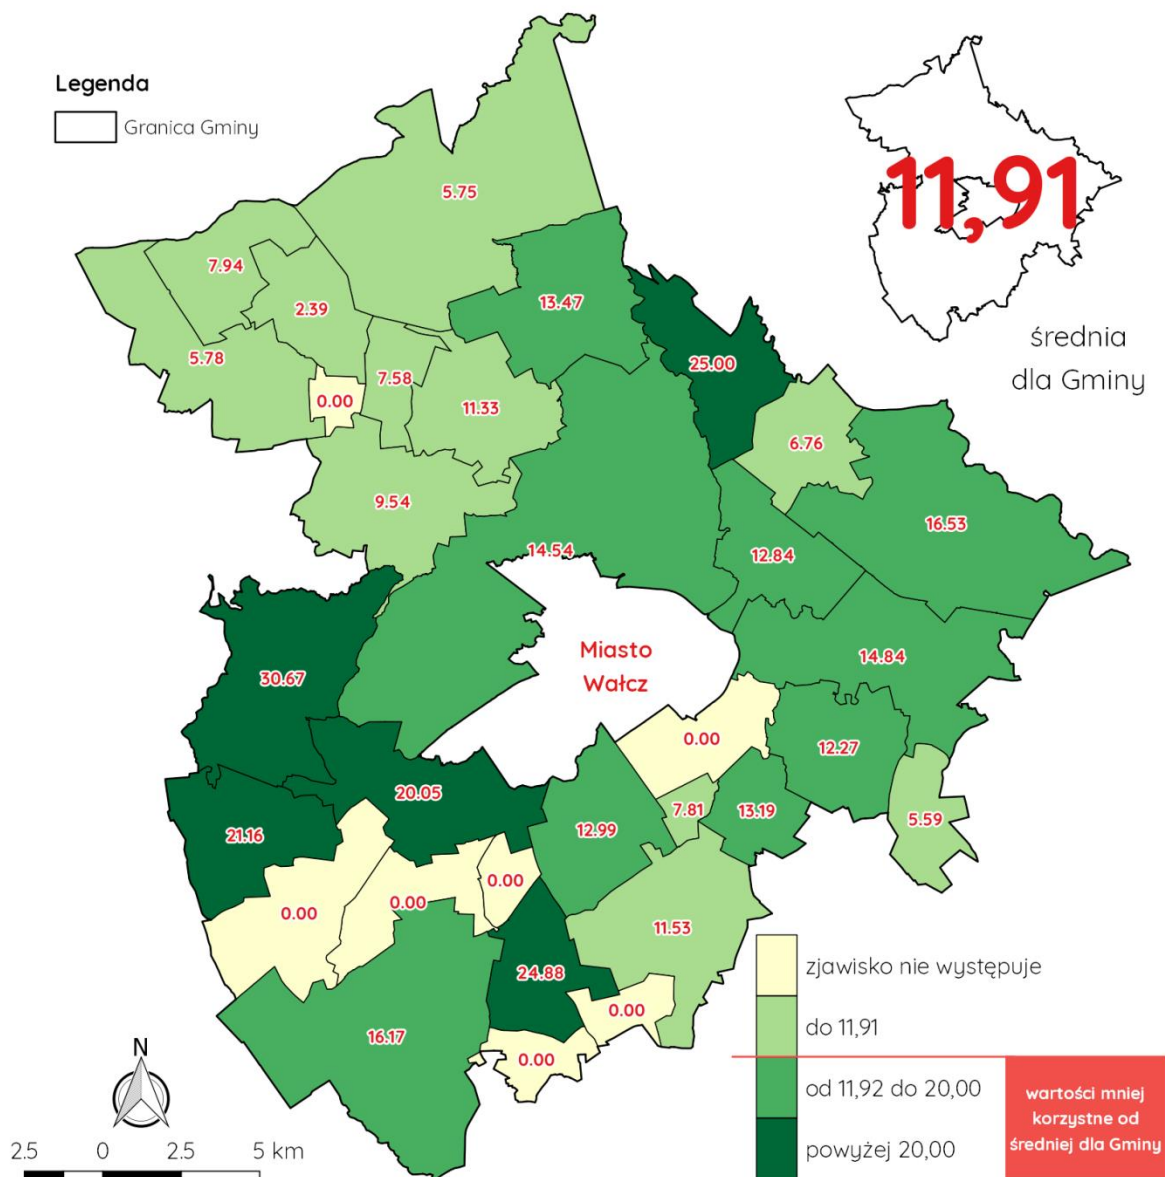 Legenda
Granica Gminy
11,91
średnia
dla Gminy
5.75
7.94
2.39
13.47
5.78
25.00
7.58
0.00
11.33
6.76
9.54
16.53
14.54
12.84
Miasto
Wałcz
14.84
30.67
0.00
12.27
20.05
7.81
13.19
5.59
21.16
12.99
0.00
0.00
0.00
11.53
24.88
0.00
16.17
0.00
zjawisko nie występuje
do 11,91
od 11,92 do 20,00
powyżej 20,00
wartości mniej
korzystne od
średniej dla Gminy
N
2.5 0 2.5 5 km